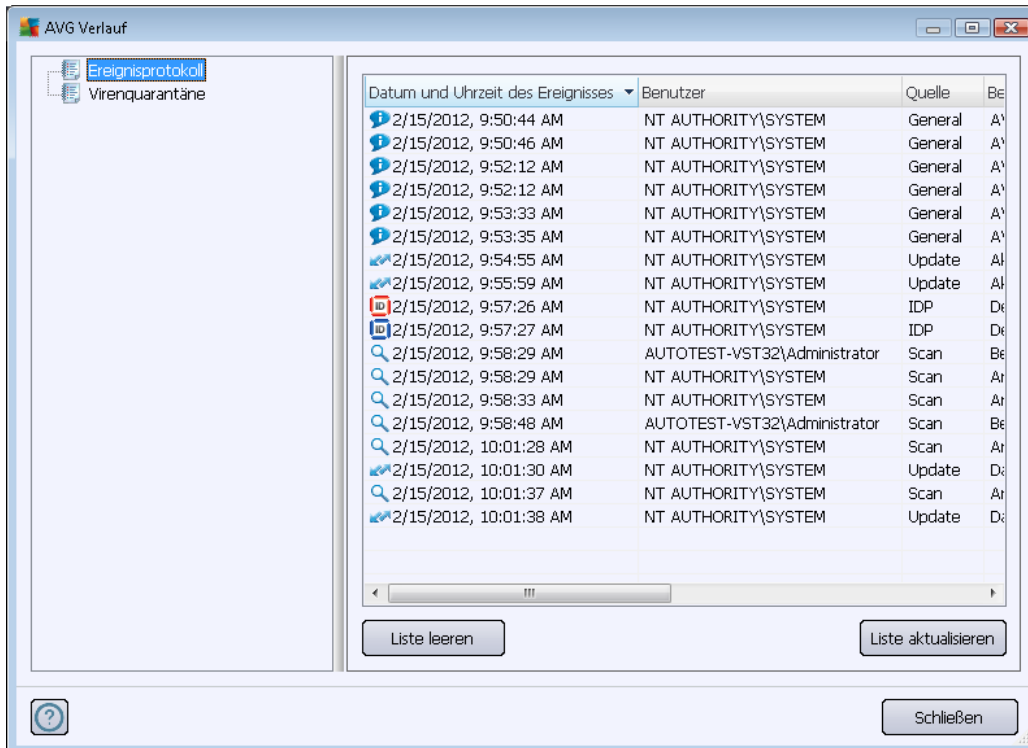 AVG Verlauf
Ereignisprotokoll
Virenquarantäne
Datum und Uhrzeit des Ereignisses Benutzer Quelle Be
2/15/2012, 9:50:44 AM NT AUTHORITY\SYSTEM General
2/15/2012, 9:50:46 AM NT AUTHORITY\SYSTEM General
2/15/2012, 9:52:12 AM NT AUTHORITY\SYSTEM General
2/15/2012, 9:52:12 AM NT AUTHORITY\SYSTEM General
2/15/2012, 9:53:33 AM NT AUTHORITY\SYSTEM General
2/15/2012, 9:53:35 AM NT AUTHORITY\SYSTEM General
2/15/2012, 9:54:55 AM NT AUTHORITY\SYSTEM Update
2/15/2012, 9:55:59 AM NT AUTHORITY\SYSTEM Update
2/15/2012, 9:57:26 AM NT AUTHORITY\SYSTEM IDP De
2/15/2012, 9:57:27 AM NT AUTHORITY\SYSTEM IDP De
2/15/2012, 9:58:29 AM AUTOTEST-VST32\Administrator Scan Be
2/15/2012, 9:58:29 AM NT AUTHORITY\SYSTEM Scan
2/15/2012, 9:58:33 AM NT AUTHORITY\SYSTEM Scan
2/15/2012, 9:58:48 AM AUTOTEST-VST32\Administrator Scan Be
2/15/2012, 10:01:28 AM NT AUTHORITY\SYSTEM Scan
2/15/2012, 10:01:30 AM NT AUTHORITY\SYSTEM Update
2/15/2012, 10:01:37 AM NT AUTHORITY\SYSTEM Scan
2/15/2012, 10:01:38 AM NT AUTHORITY\SYSTEM Update
Liste leeren Liste aktualisieren
Schließen